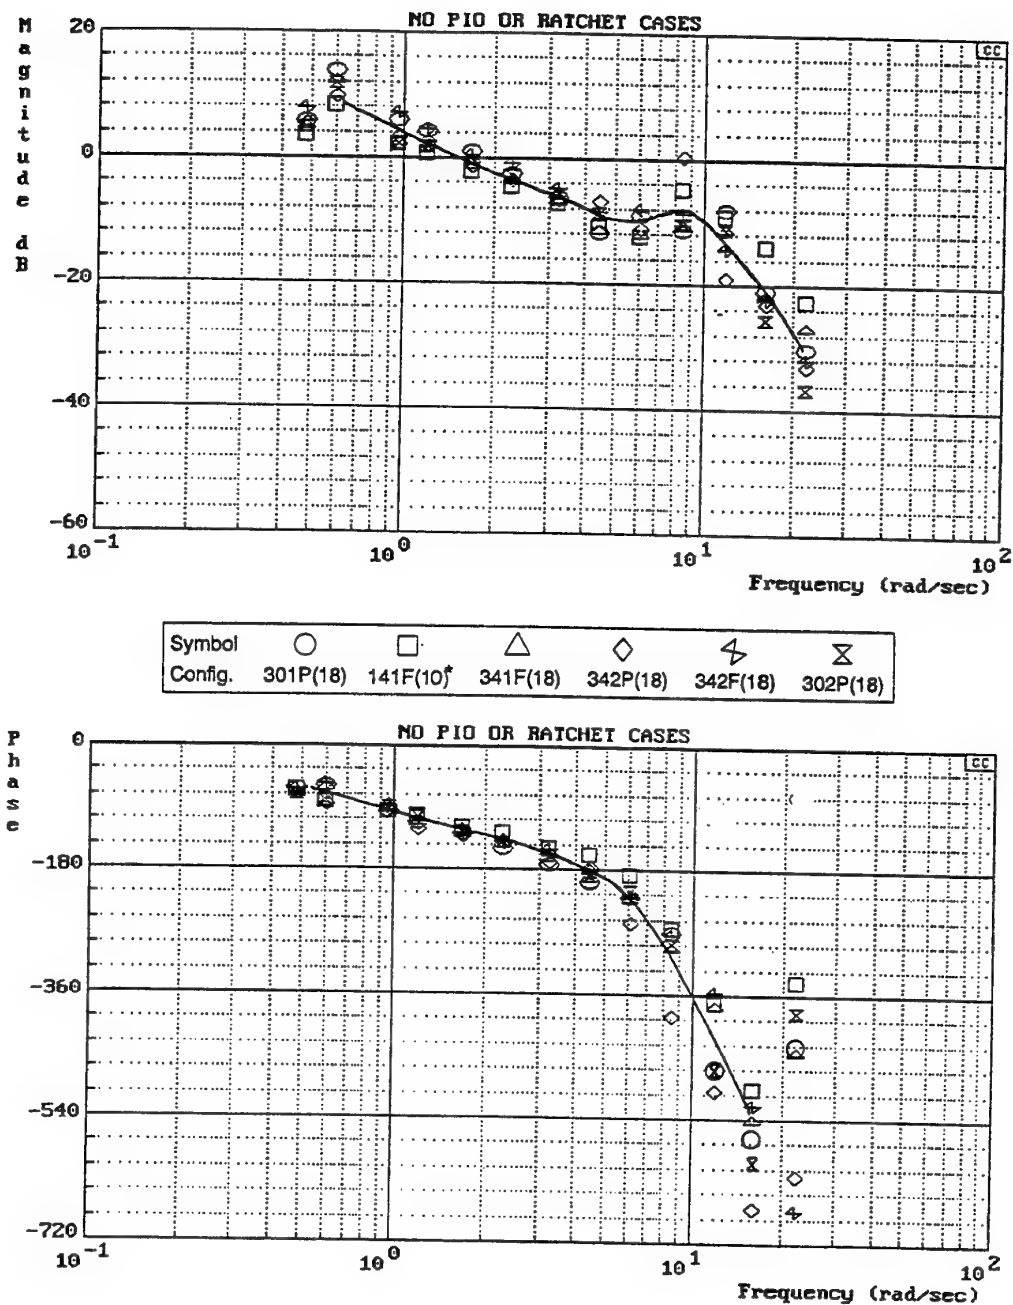 NO PIO OR RATCHET CASES
CC
Magnitude dB
20
0
-20
-40
-60
10^-1
10^0
10^1
10^2
Frequency (rad/sec)
Symbol
Config. 301P(18) 141F(10)* 341F(18) 342P(18) 342F(18) 302P(18)
NO PIO OR RATCHET CASES
CC
Phase
0
-180
-360
-540
-720
10^-1
10^0
10^1
10^2
Frequency (rad/sec)